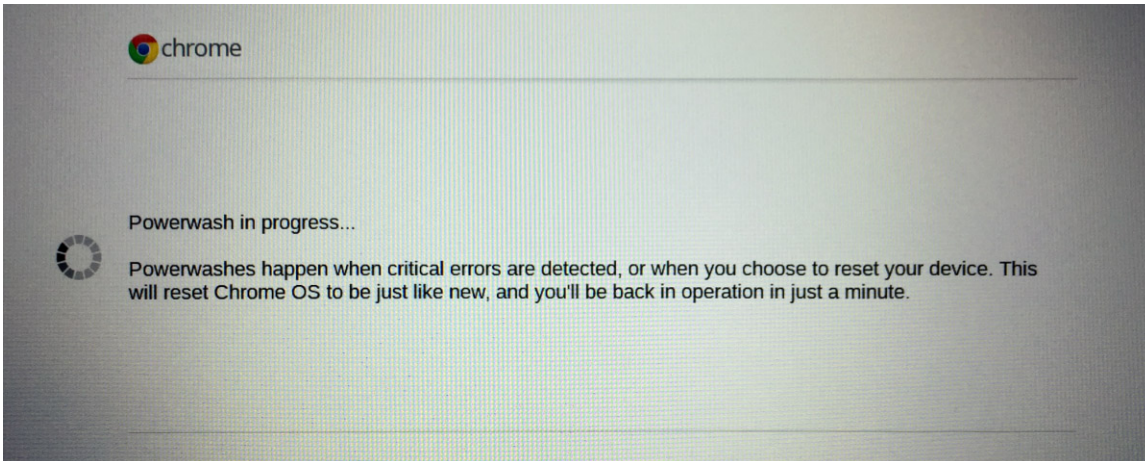 chrome
Powerwash in progress...
Powerwashes happen when critical errors are detected, or when you choose to reset your device. This
will reset Chrome OS to be just like new, and you'll be back in operation in just a minute.